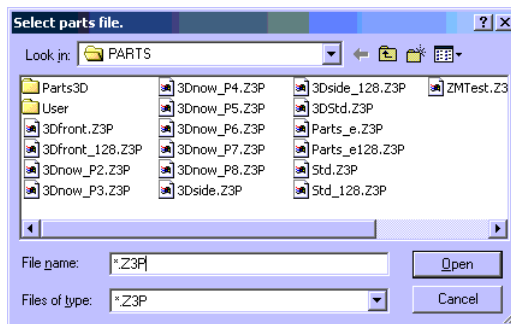 Select parts file.
Look in: PARTS
Parts3D
User
3Dfront.Z3P
3Dfront_128.Z3P
3Dnow_P2.Z3P
3Dnow_P3.Z3P
3Dnow_P4.Z3P
3Dnow_P5.Z3P
3Dnow_P6.Z3P
3Dnow_P7.Z3P
3Dnow_P8.Z3P
3Dside.Z3P
3Dside_128.Z3P
3DStd.Z3P
Parts_e.Z3P
Parts_e128.Z3P
Std.Z3P
Std_128.Z3P
ZMTest.Z3
File name: *.Z3P
Open
Files of type: *.Z3P
Cancel